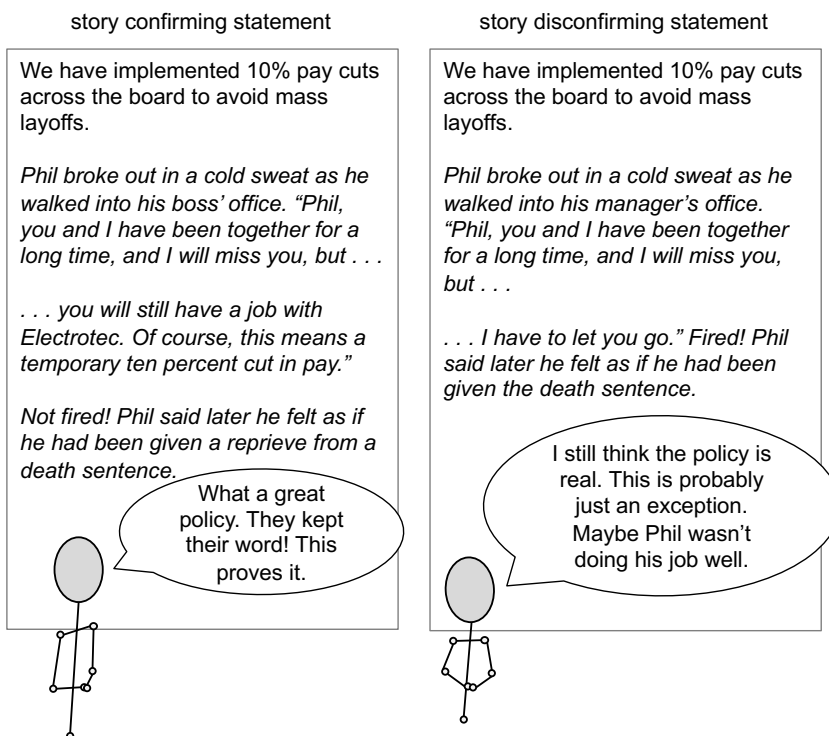 story confirming statement
We have implemented 10% pay cuts
across the board to avoid mass
layoffs.
Phil broke out in a cold sweat as he
walked into his boss’ office. “Phil,
you and I have been together for a
long time, and I will miss you, but . . .
. . . you will still have a job with
Electrotec. Of course, this means a
temporary ten percent cut in pay.”
Not fired! Phil said later he felt as if
he had been given a reprieve from a
death sentence.
What a great
policy. They kept
their word! This
proves it.
story disconfirming statement
We have implemented 10% pay cuts
across the board to avoid mass
layoffs.
Phil broke out in a cold sweat as he
walked into his manager’s office.
“Phil, you and I have been together
for a long time, and I will miss you,
but . . .
. . . I have to let you go.” Fired! Phil
said later he felt as if he had been
given the death sentence.
I still think the policy is
real. This is probably
just an exception.
Maybe Phil wasn’t
doing his job well.